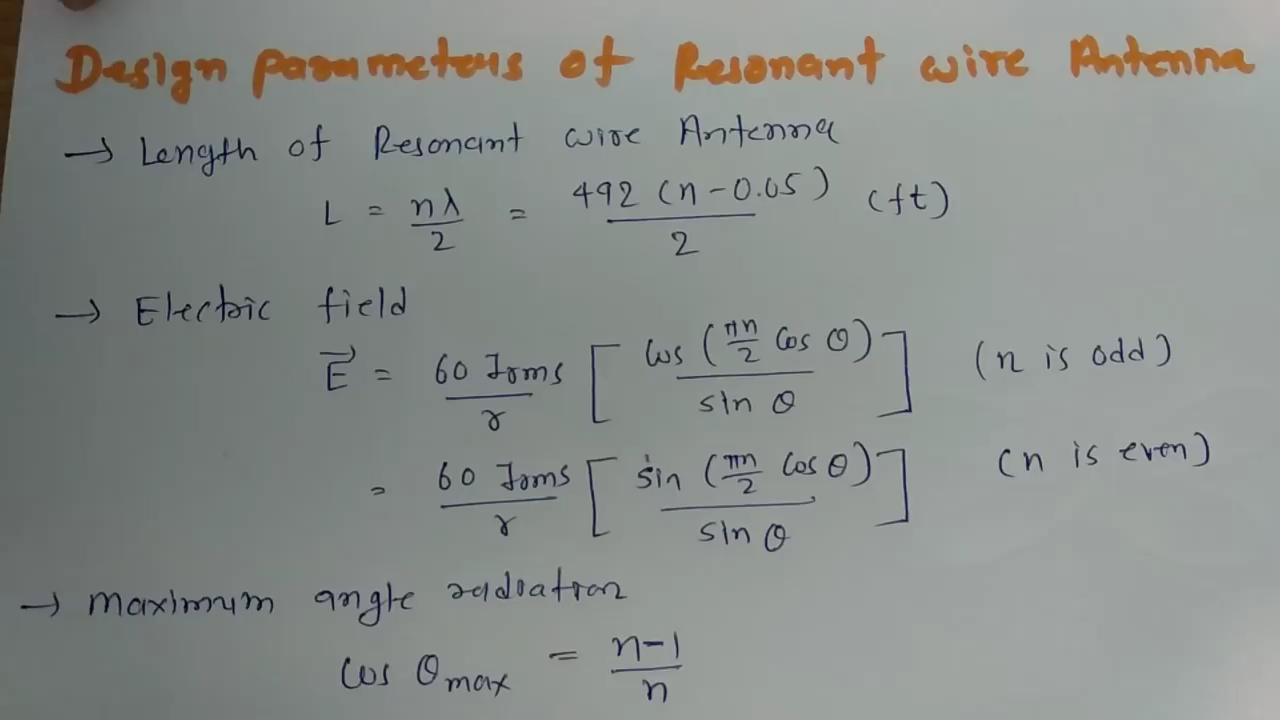 Design parameters of Resonant wire Antenna
→ Length of Resonant wire Antenna
L = nλ/2 = 492 (n-0.05)/2 (ft)
→ Electric field
E⃗ = 60 Irms/r [cos (πn/2 cos θ)/sin θ] (n is odd)
= 60 Irms/r [sin (πn/2 cos θ)/sin θ] (n is even)
→ maximum angle radiation
cos θmax = n-1/n